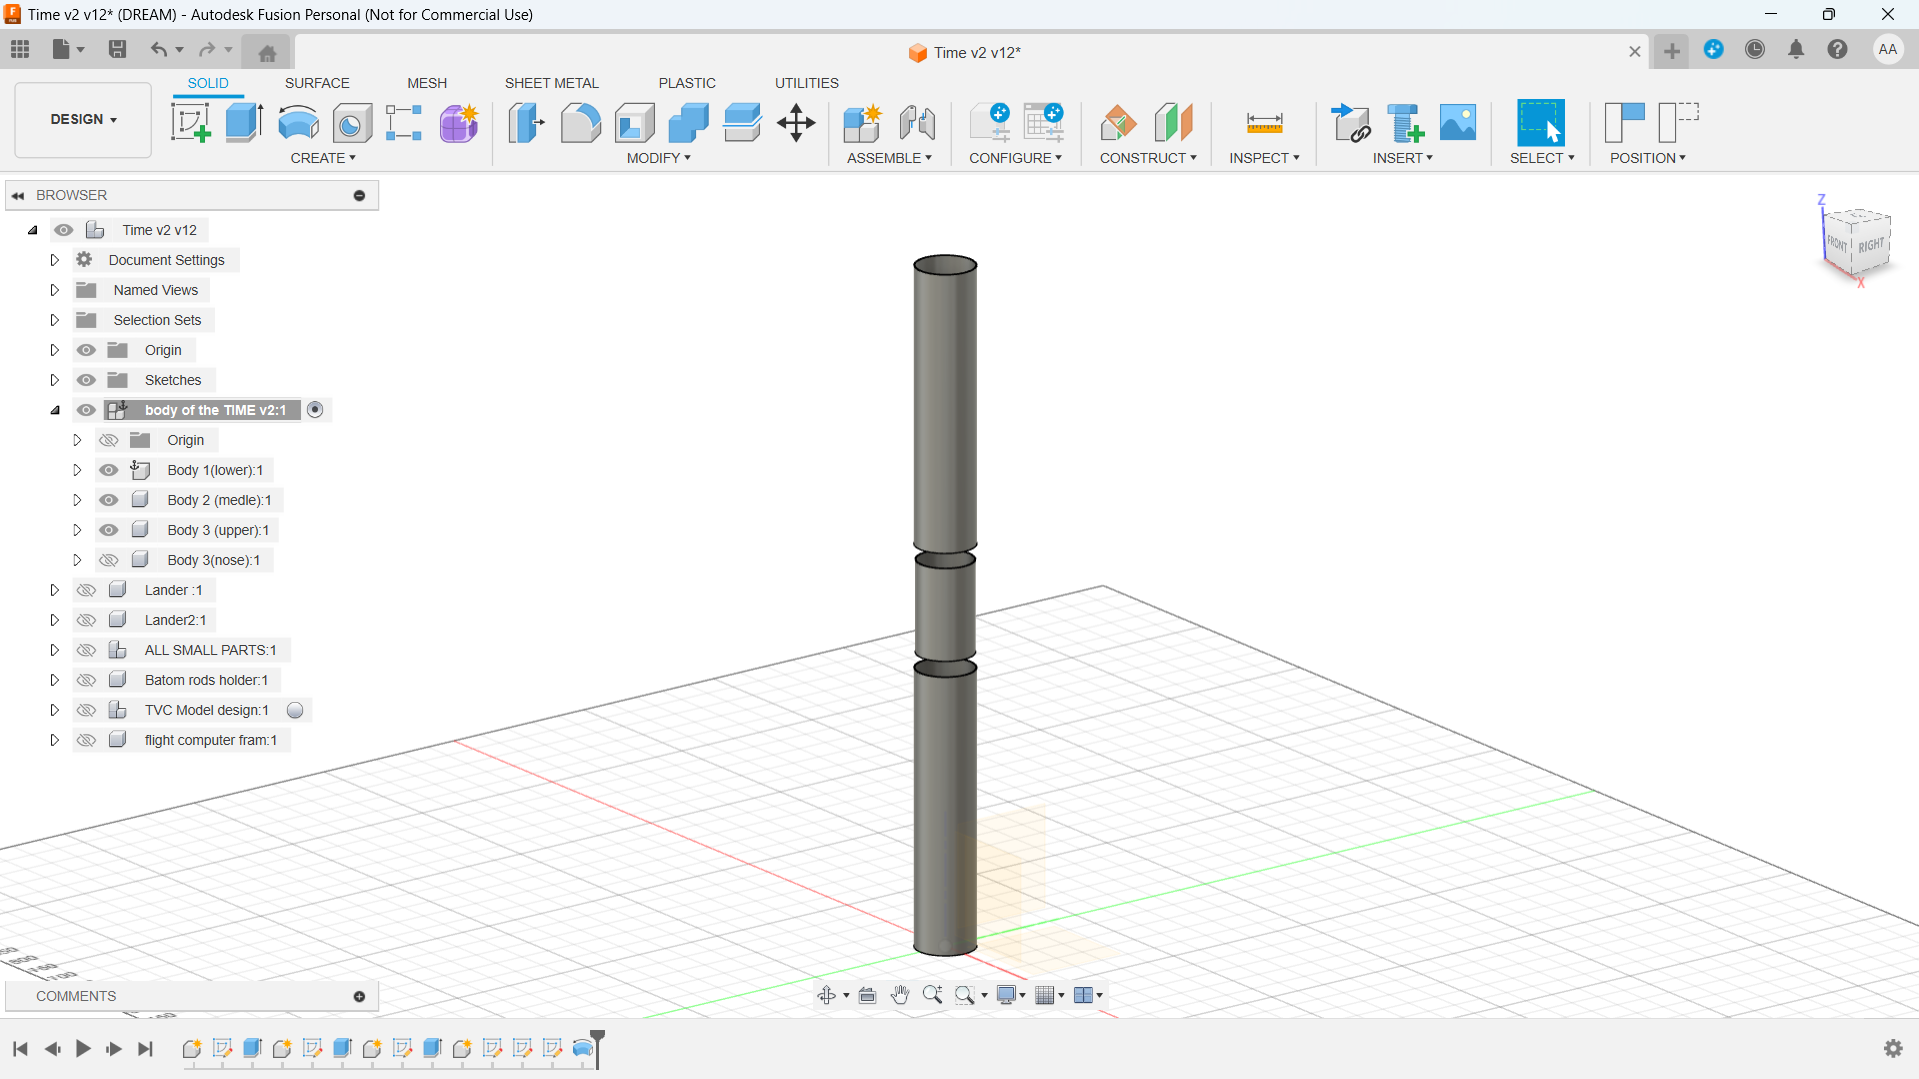 Time v2 v12* (DREAM) - Autodesk Fusion Personal (Not for Commercial Use)
Time v2 v12*
AA
DESIGN
SOLID SURFACE MESH SHEET METAL PLASTIC UTILITIES
CREATE MODIFY ASSEMBLE CONFIGURE CONSTRUCT INSPECT INSERT SELECT POSITION
BROWSER
Time v2 v12
Document Settings
Named Views
Selection Sets
Origin
Sketches
body of the TIME v2:1
Origin
Body 1(lower):1
Body 2 (medle):1
Body 3 (upper):1
Body 3(nose):1
Lander :1
Lander2:1
ALL SMALL PARTS:1
Batom rods holder:1
TVC Model design:1
flight computer fram:1
Z
FRONT RIGHT
X
800
750
700
COMMENTS